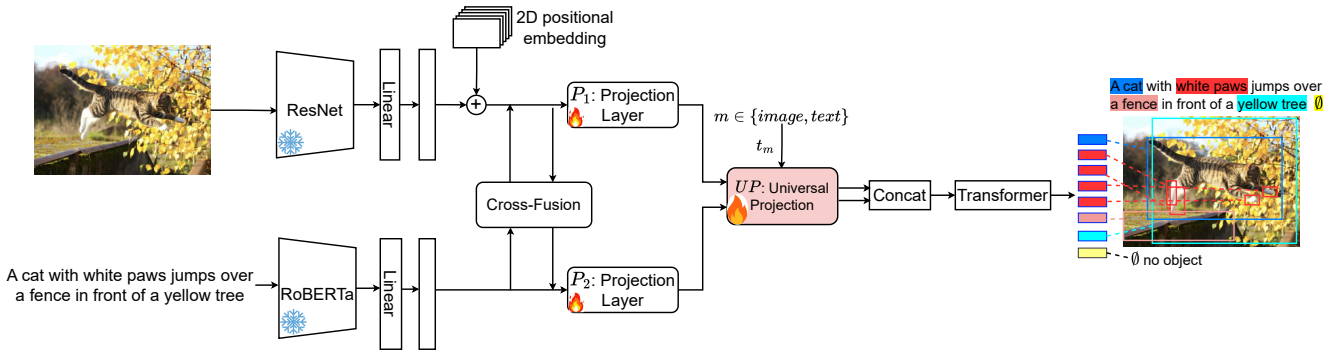 2D positional
embedding
ResNet
Linear
+
P₁: Projection
Layer
m ∈ {image, text}
tₘ
A cat with white paws jumps over
a fence in front of a yellow tree ∅
Cross-Fusion
UP: Universal
Projection
Concat
Transformer
A cat with white paws jumps over
a fence in front of a yellow tree
RoBERTa
Linear
P₂: Projection
Layer
∅ no object